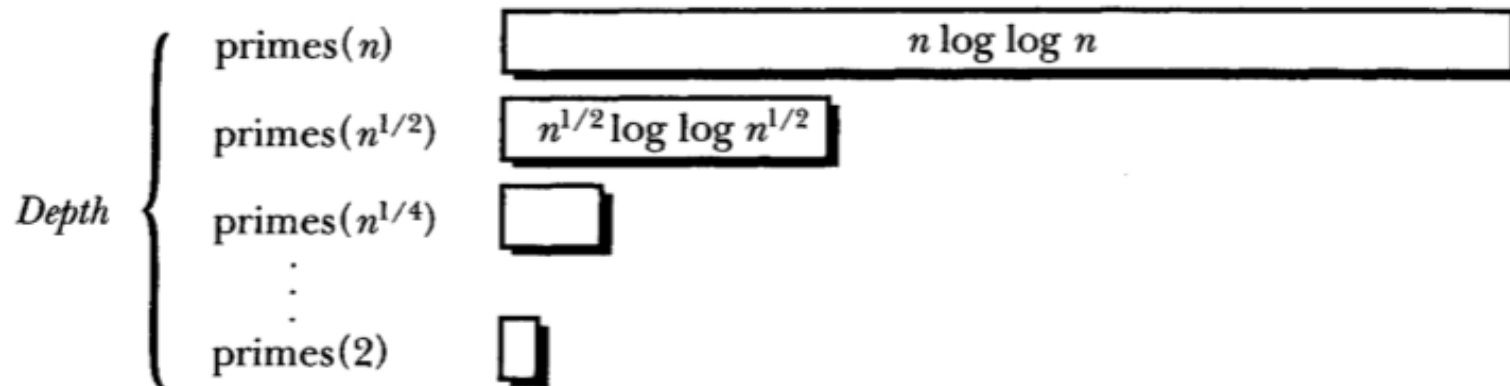 primes(n) n log log n
primes(n^{1/2}) n^{1/2} log log n^{1/2}
Depth primes(n^{1/4})
⋮
primes(2)